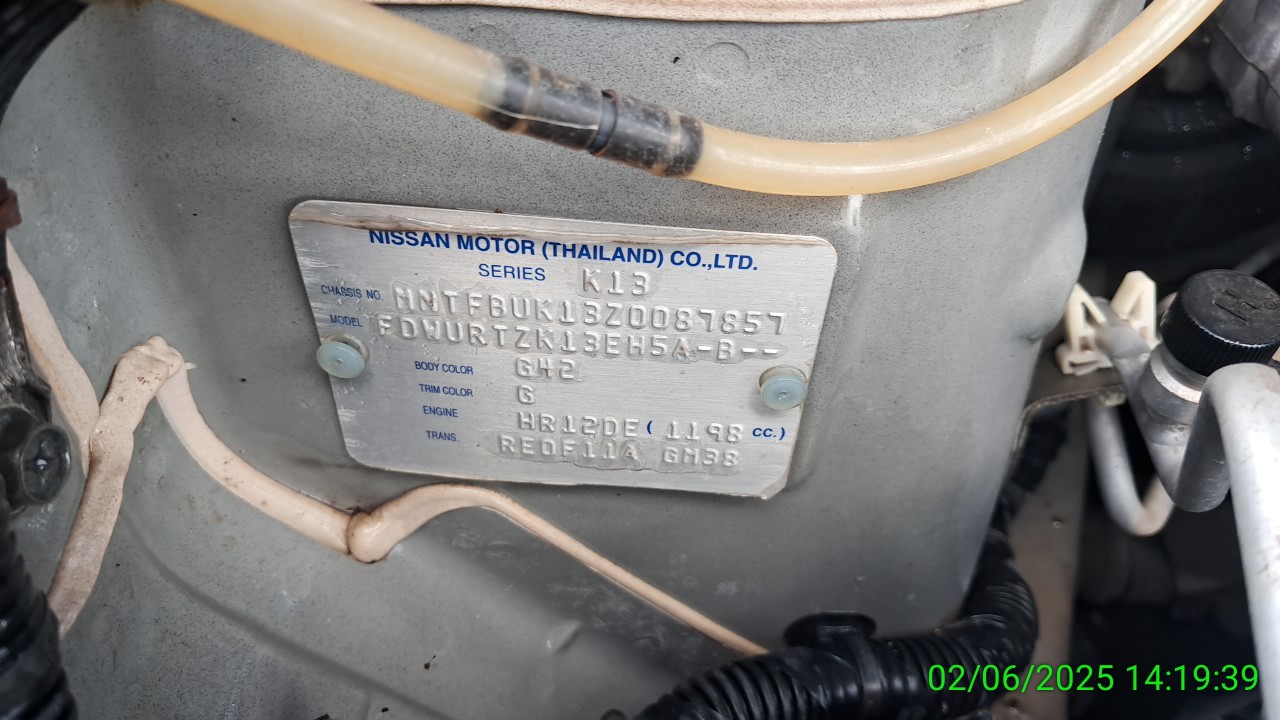 NISSAN MOTOR (THAILAND) CO.,LTD.
SERIES K13
CHASSIS NO. MNTFBUK13Z0087857
MODEL FDWURTZK13EH5A-B--
BODY COLOR G42
TRIM COLOR G
ENGINE HR12DE ( 1198 CC.)
TRANS. RE0F11A GM38
02/06/2025 14:19:39